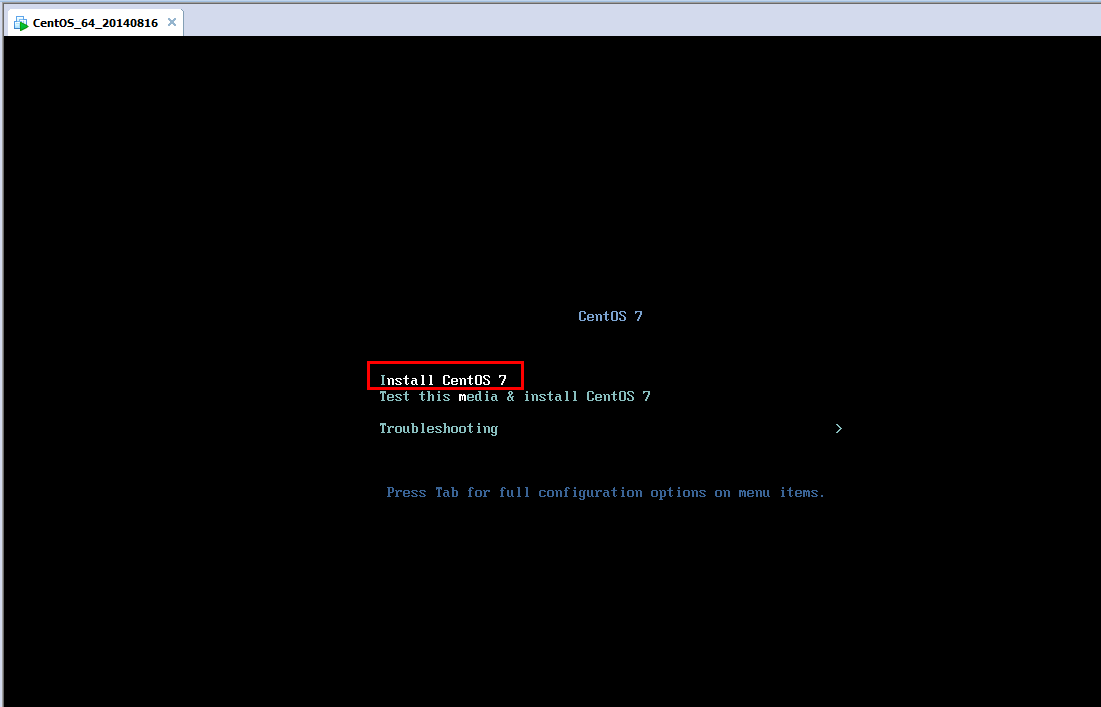 CentOS_64_20140816
CentOS 7
Install CentOS 7
Test this media & install CentOS 7
Troubleshooting >
Press Tab for full configuration options on menu items.